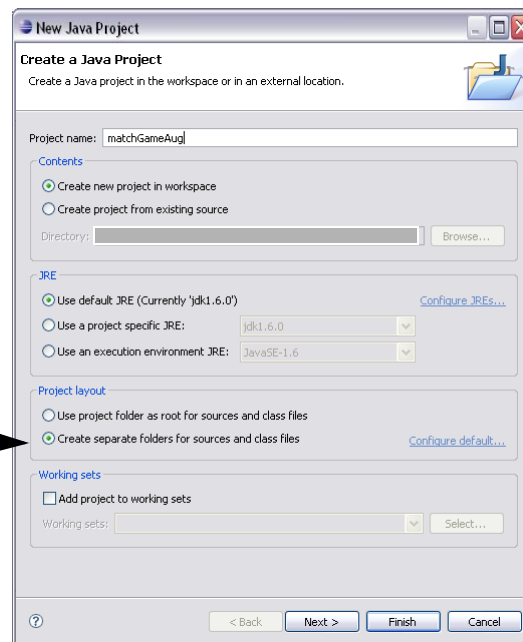 New Java Project
Create a Java Project
Create a Java project in the workspace or in an external location.
Project name: matchGameAug
Contents
Create new project in workspace
Create project from existing source
Directory: Browse...
JRE
Use default JRE (Currently 'jdk1.6.0') Configure JREs...
Use a project specific JRE: jdk1.6.0
Use an execution environment JRE: JavaSE-1.6
Project layout
Use project folder as root for sources and class files
Create separate folders for sources and class files Configure default...
Working sets
Add project to working sets
Working sets: Select...
? < Back Next > Finish Cancel